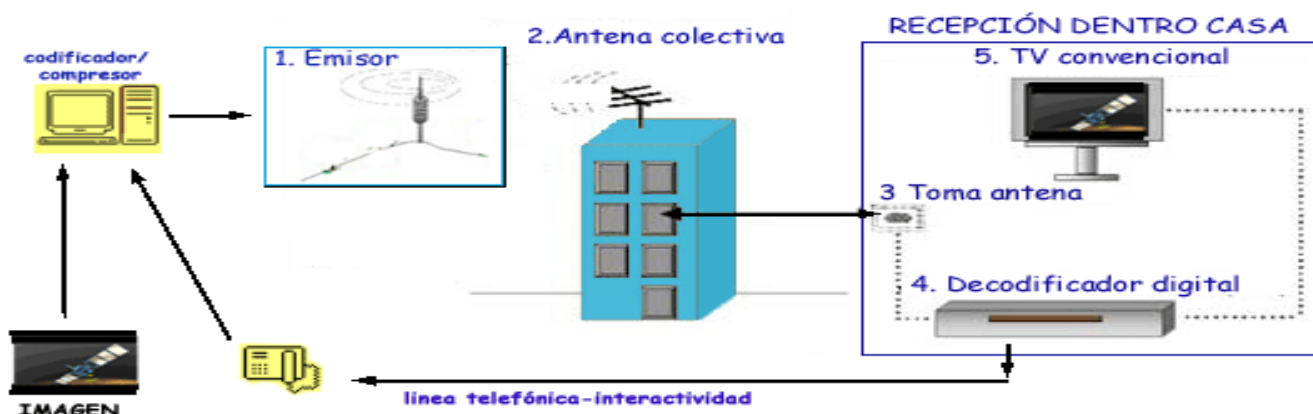 codificador/
compresor
1. Emisor
2.Antena colectiva
RECEPCIÓN DENTRO CASA
5. TV convencional
3 Toma antena
4. Decodificador digital
linea telefónica-interactividad
IMAGEN